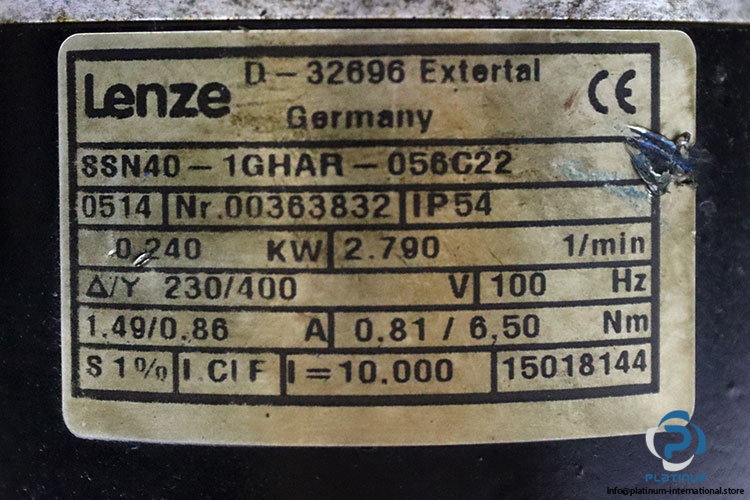 Lenze D - 32696 Extertal CE
Germany
SSN40 - 1GHAR - 056C22
0514 Nr.00363832 IP54
0.240 KW 2.790 1/min
Δ/Y 230/400 V 100 Hz
1.49/0.86 A 0,81 / 6,50 Nm
S 1% I.Cl F I = 10.000 15018144
PLATINUM
Info@platinum-international.store